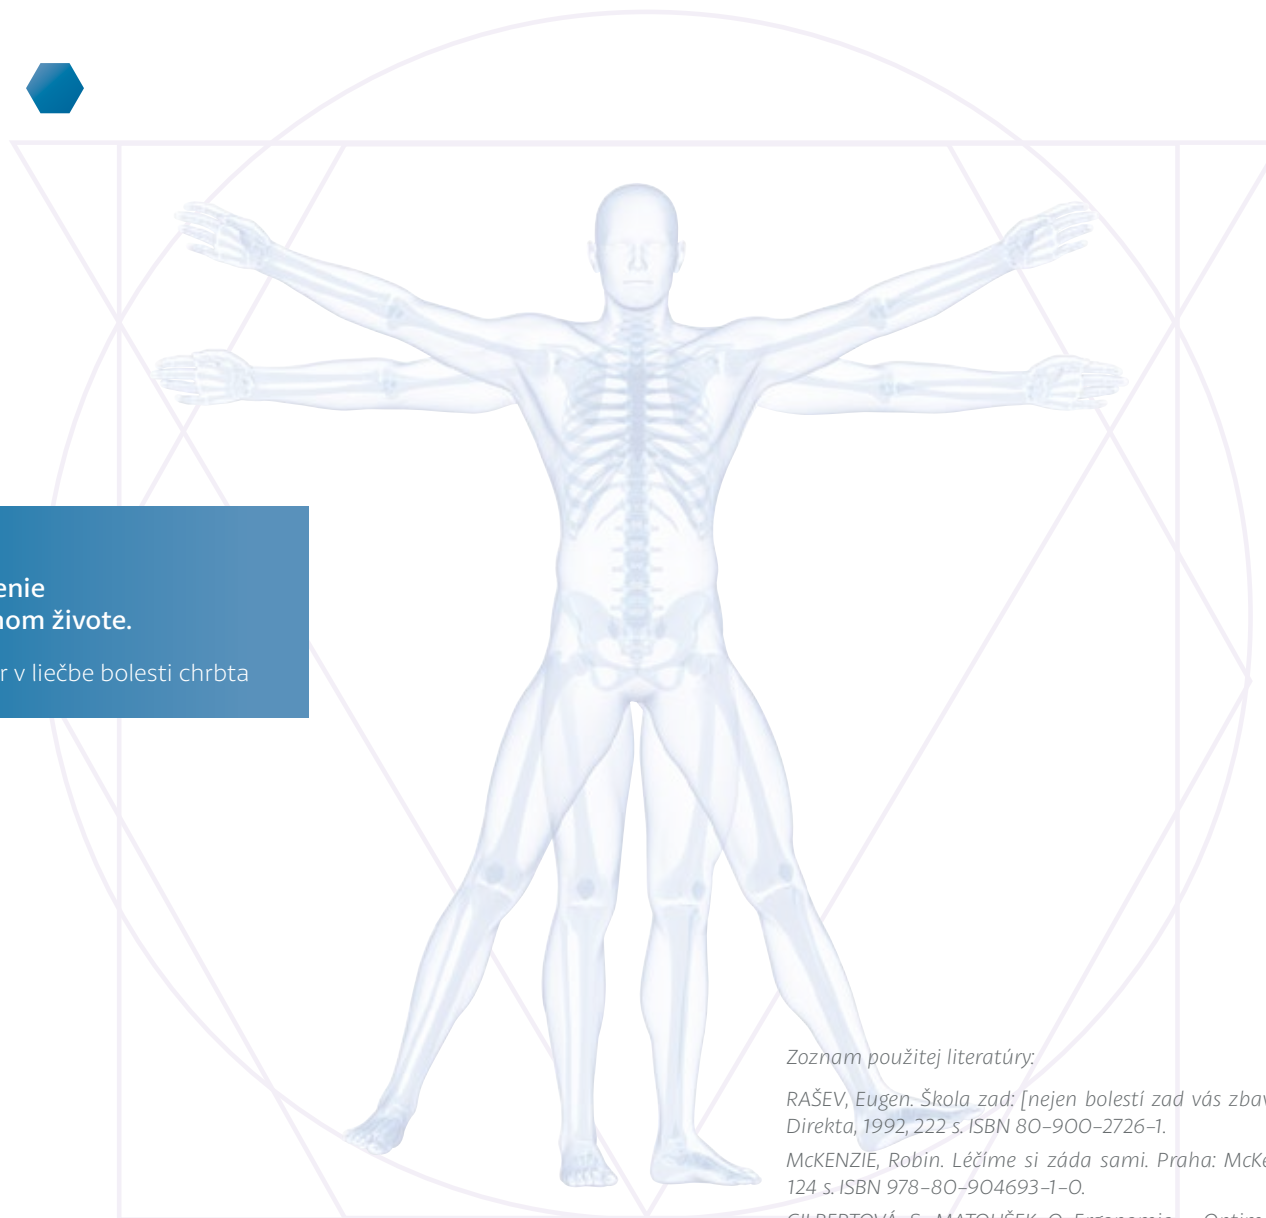 enie
nom živote.
r v liečbe bolesti chrbta
Zoznam použitej literatúry:
RAŠEV, Eugen. Škola zad: [nejen bolestí zad vás zbav
Direkta, 1992, 222 s. ISBN 80-900-2726-1.
McKENZIE, Robin. Léčíme si záda sami. Praha: McKe
124 s. ISBN 978-80-904693-1-0.